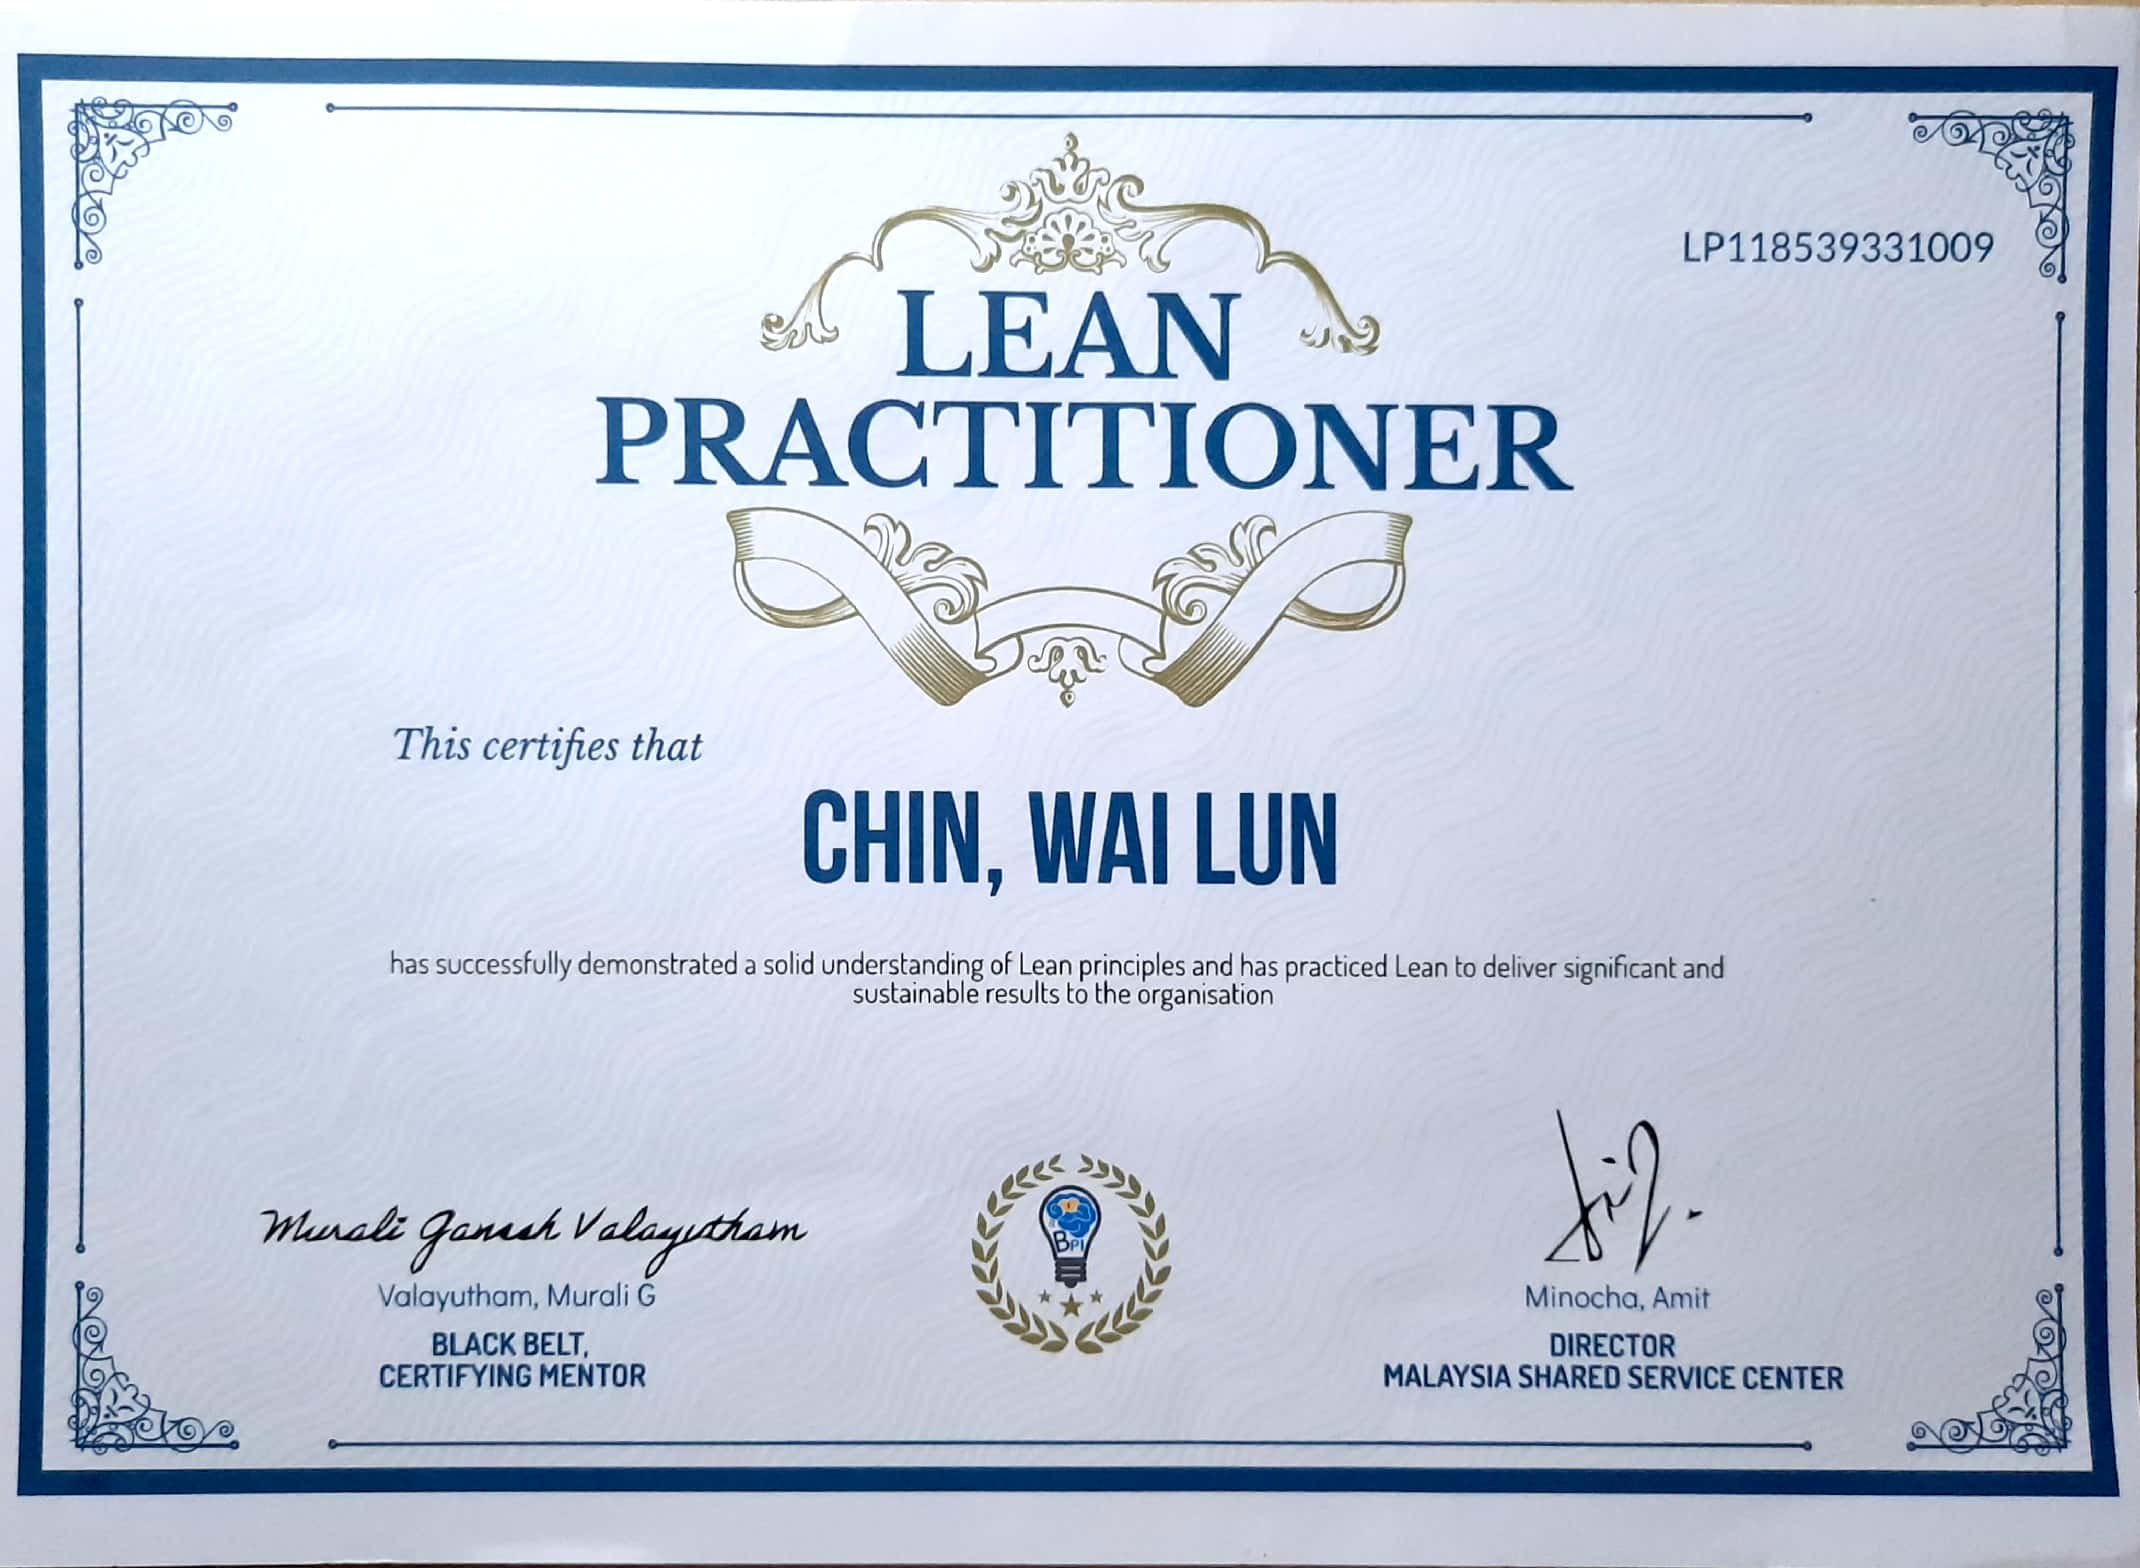 LP118539331009
LEAN
PRACTITIONER
This certifies that
CHIN, WAI LUN
has successfully demonstrated a solid understanding of Lean principles and has practiced Lean to deliver significant and
sustainable results to the organisation
Murali Ganesh Valayutham
Valayutham, Murali G
BLACK BELT,
CERTIFYING MENTOR
BPI
Minocha, Amit
DIRECTOR
MALAYSIA SHARED SERVICE CENTER